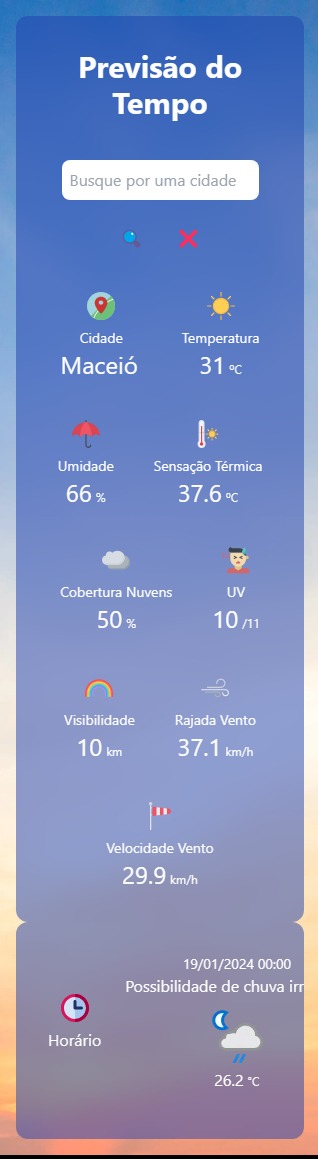 Previsão do
Tempo
Busque por uma cidade
Cidade
Maceió
Temperatura
31 ºC
Umidade
66 %
Sensação Térmica
37.6 ºC
Cobertura Nuvens
50 %
UV
10 /11
Visibilidade
10 km
Rajada Vento
37.1 km/h
Velocidade Vento
29.9 km/h
Horário
19/01/2024 00:00
Possibilidade de chuva irr
26.2 °C